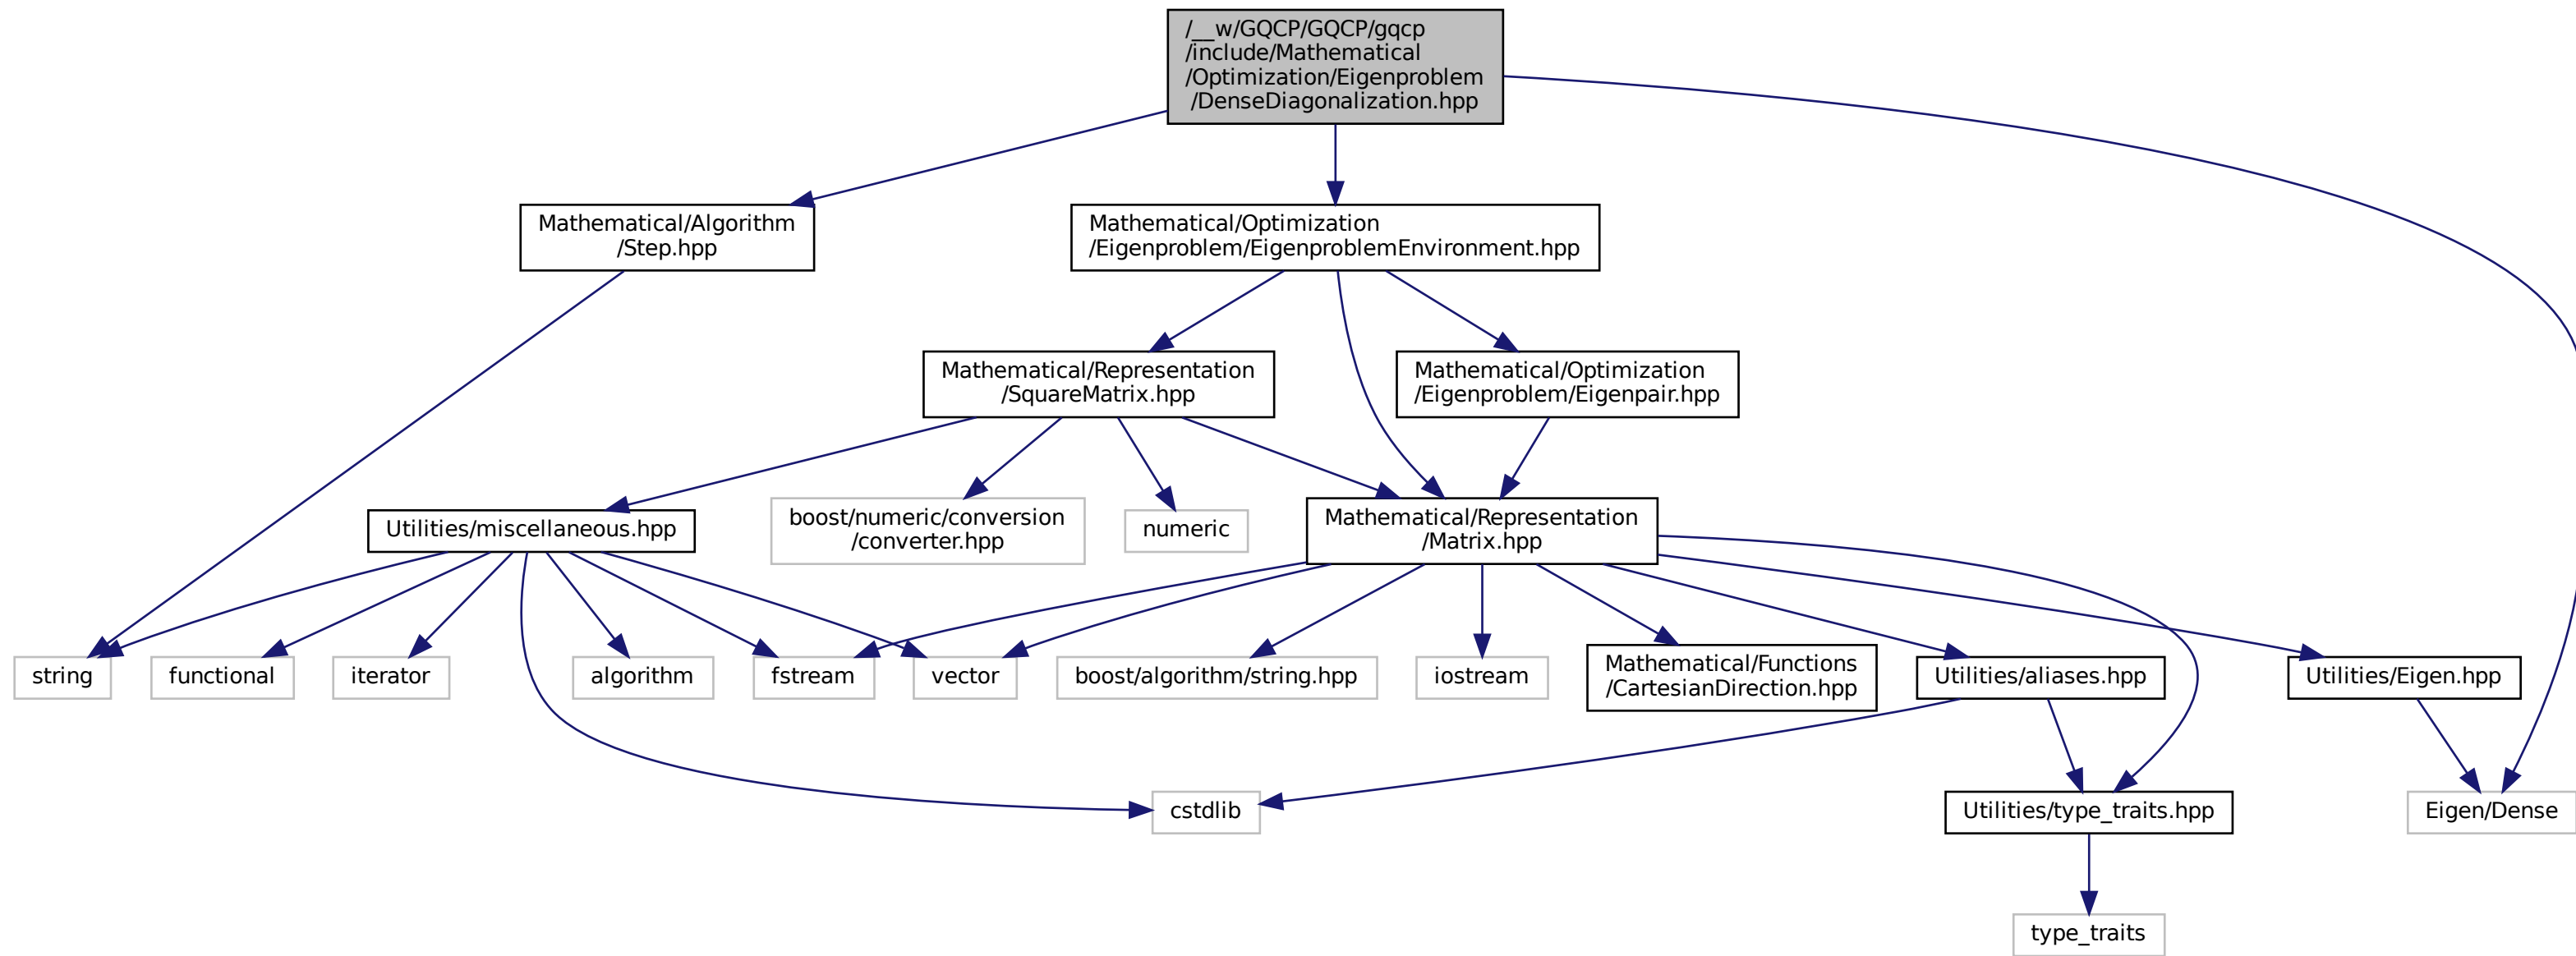 /__w/GQCP/GQCP/gqcp
/include/Mathematical
/Optimization/Eigenproblem
/DenseDiagonalization.hpp
Mathematical/Algorithm
/Step.hpp
Mathematical/Optimization
/Eigenproblem/EigenproblemEnvironment.hpp
Mathematical/Representation
/SquareMatrix.hpp
Mathematical/Optimization
/Eigenproblem/Eigenpair.hpp
Utilities/miscellaneous.hpp
boost/numeric/conversion
/converter.hpp
numeric
Mathematical/Representation
/Matrix.hpp
string
functional
iterator
algorithm
fstream
vector
boost/algorithm/string.hpp
iostream
Mathematical/Functions
/CartesianDirection.hpp
Utilities/aliases.hpp
Utilities/Eigen.hpp
cstdlib
Utilities/type_traits.hpp
Eigen/Dense
type_traits